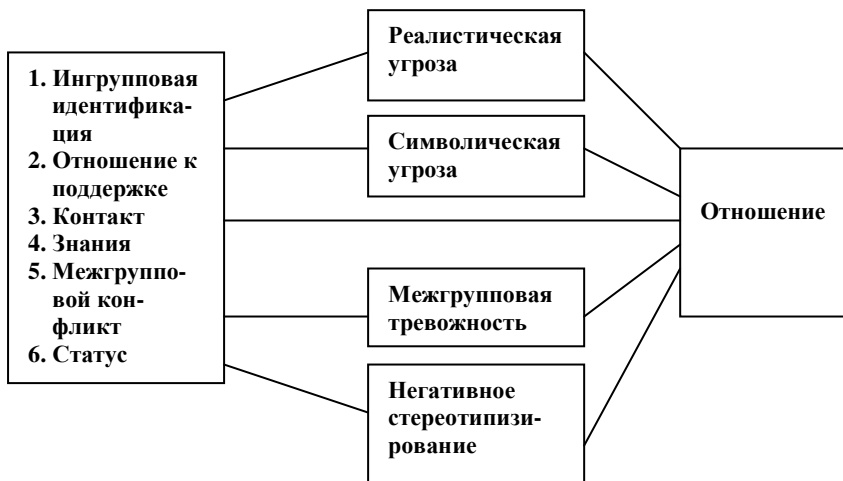 1. Ингрупповая
идентифика-
ция
2. Отношение к
поддержке
3. Контакт
4. Знания
5. Межгруппо-
вой кон-
фликт
6. Статус
Реалистическая
угроза
Символическая
угроза
Межгрупповая
тревожность
Негативное
стереотипизи-
рование
Отношение